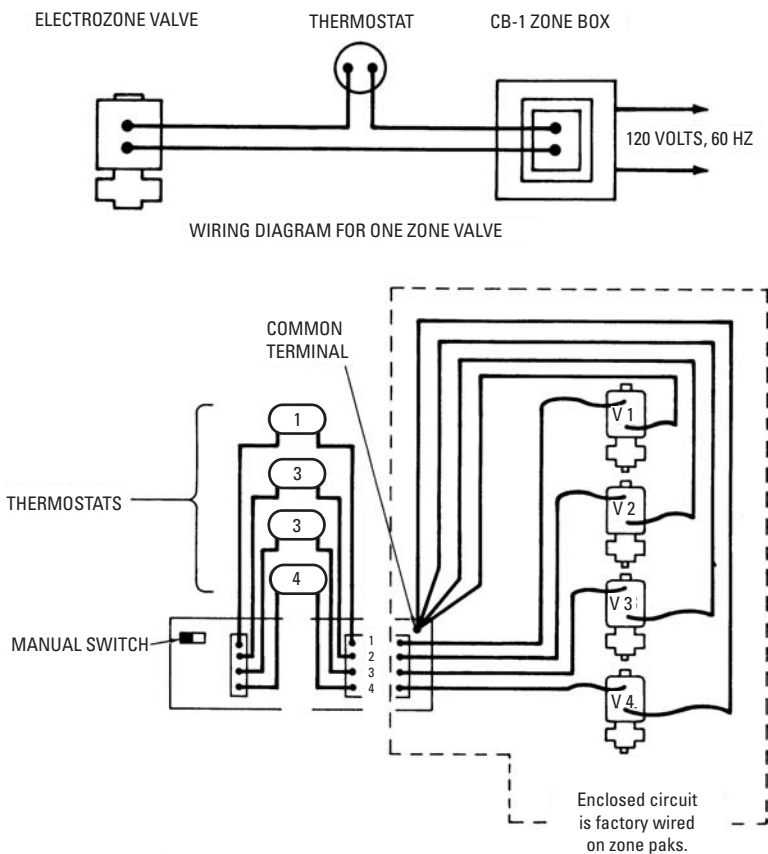 ELECTROZONE VALVE
THERMOSTAT
CB-1 ZONE BOX
120 VOLTS, 60 HZ
WIRING DIAGRAM FOR ONE ZONE VALVE
COMMON
TERMINAL
THERMOSTATS
1
3
3
4
MANUAL SWITCH
1
2
3
4
V 1
V 2
V 3
V 4.
Enclosed circuit
is factory wired
on zone paks.